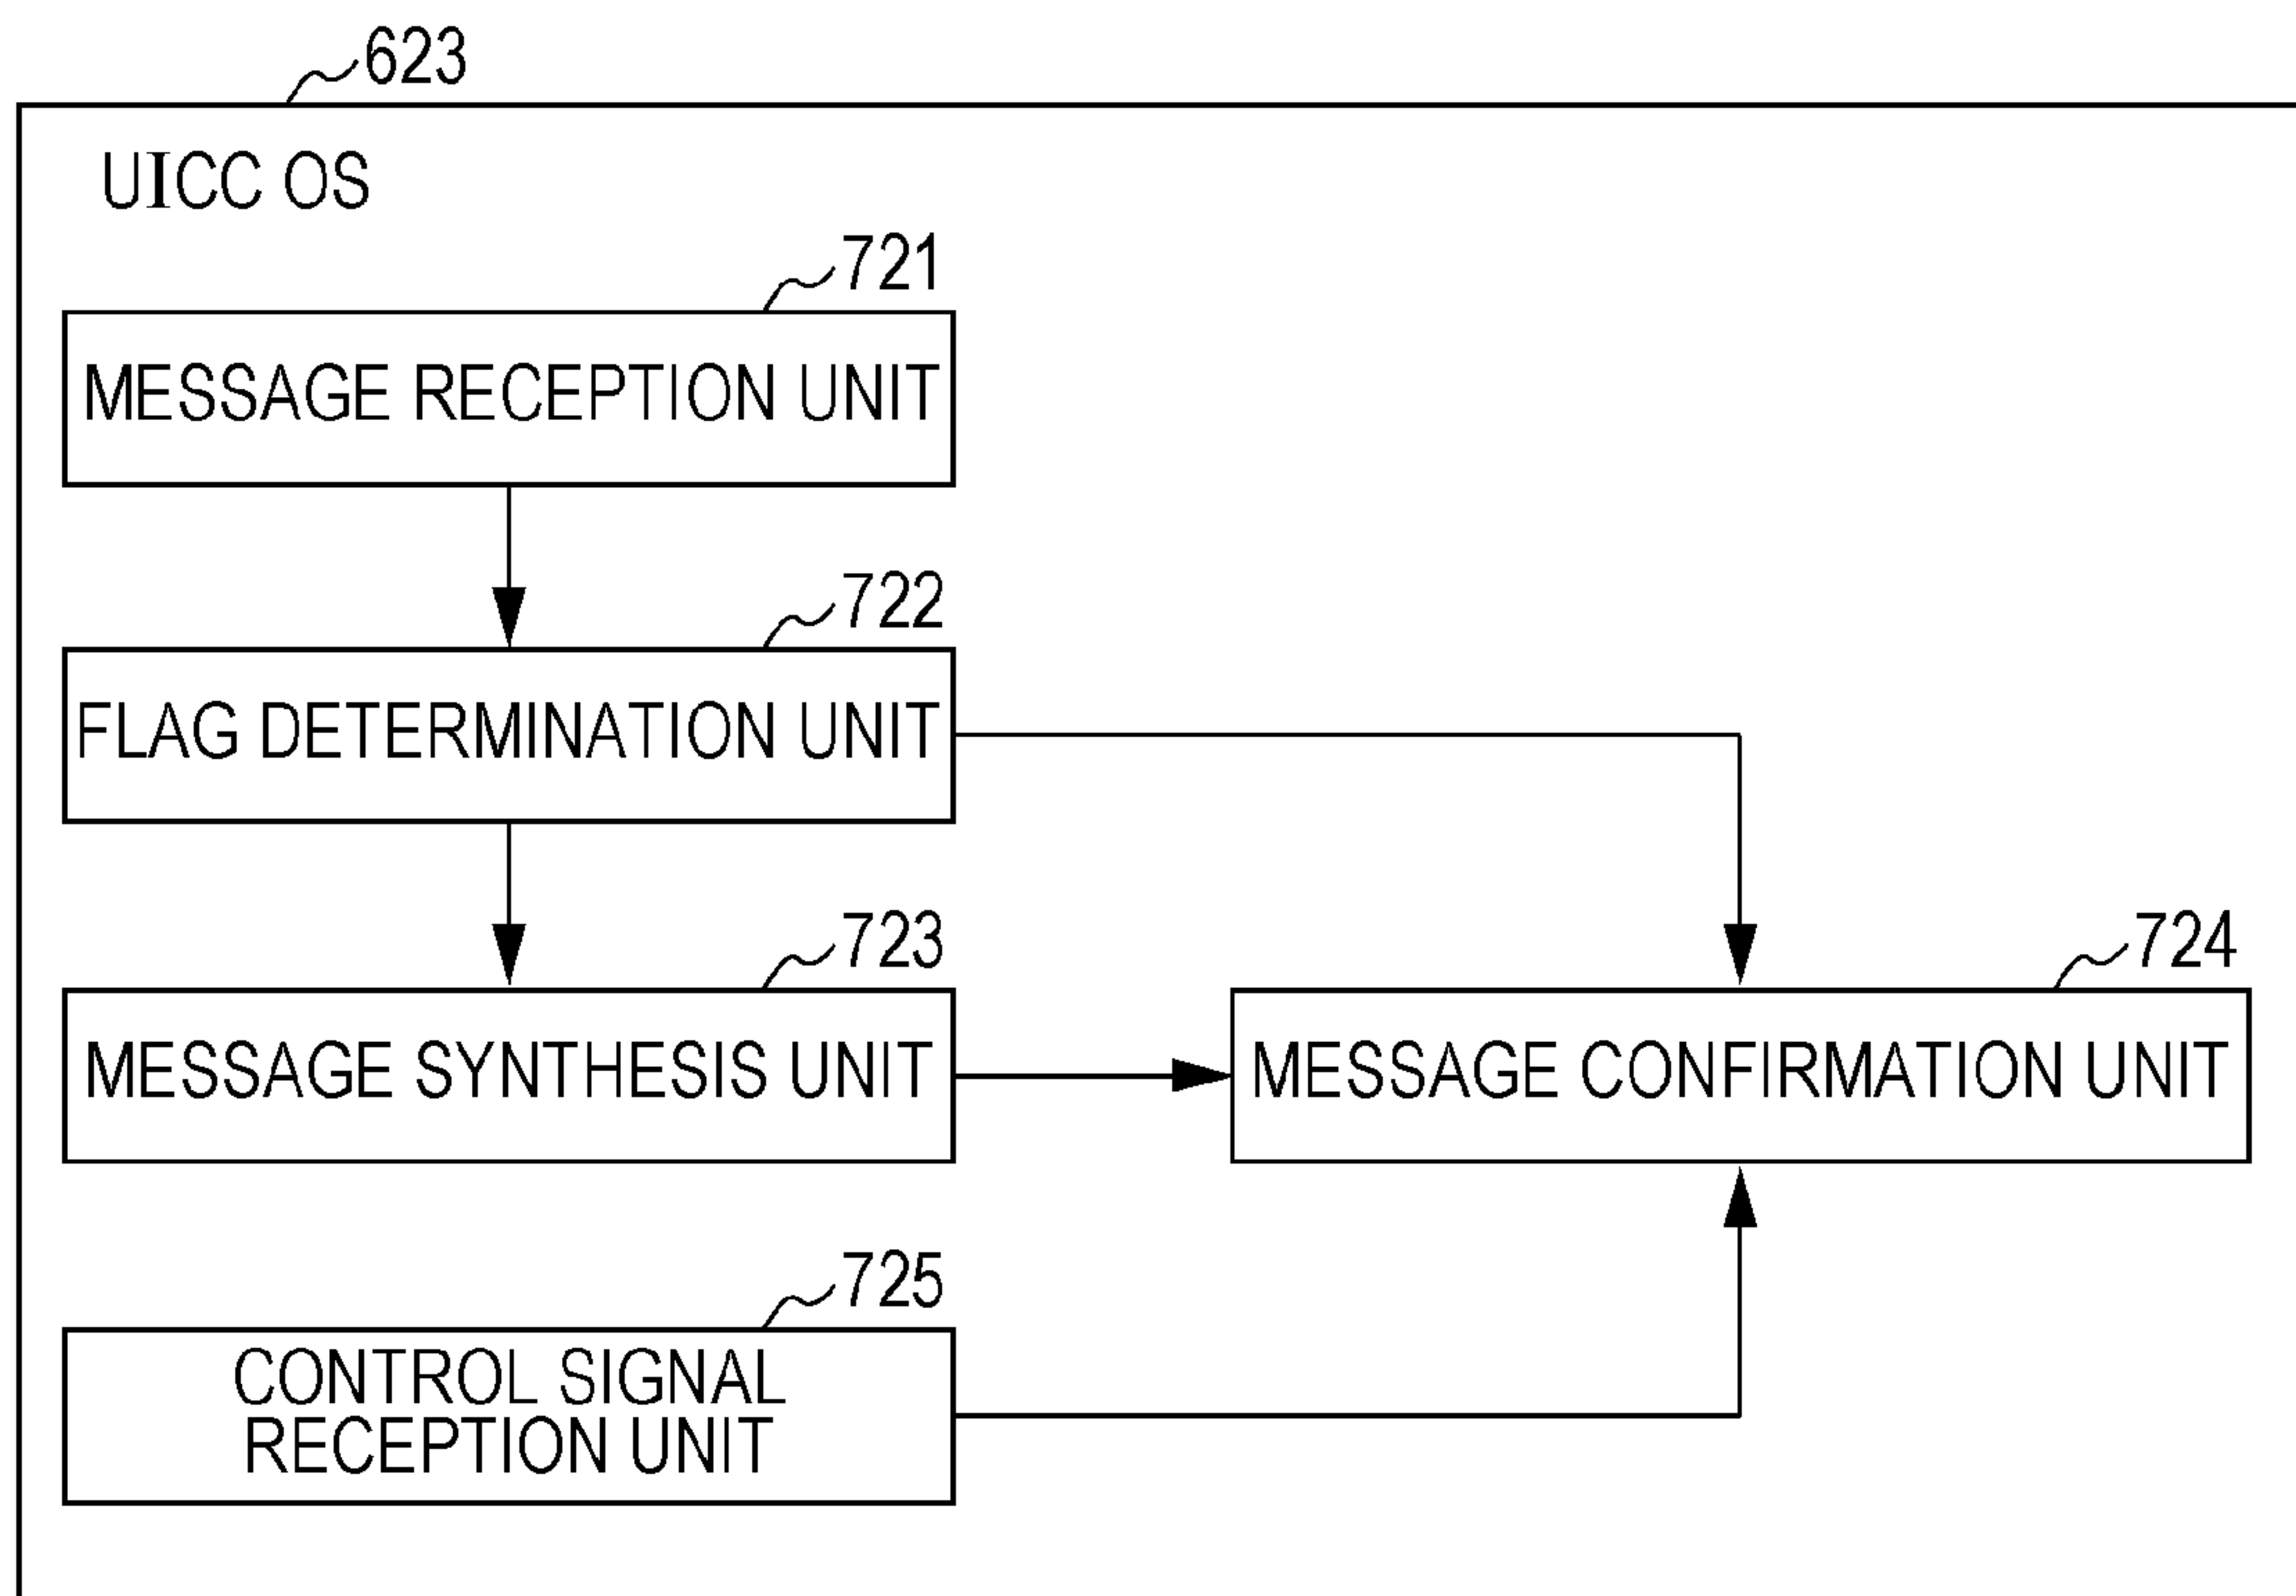 623
UICC OS
721
MESSAGE RECEPTION UNIT
722
FLAG DETERMINATION UNIT
723
MESSAGE SYNTHESIS UNIT
724
MESSAGE CONFIRMATION UNIT
725
CONTROL SIGNAL
RECEPTION UNIT